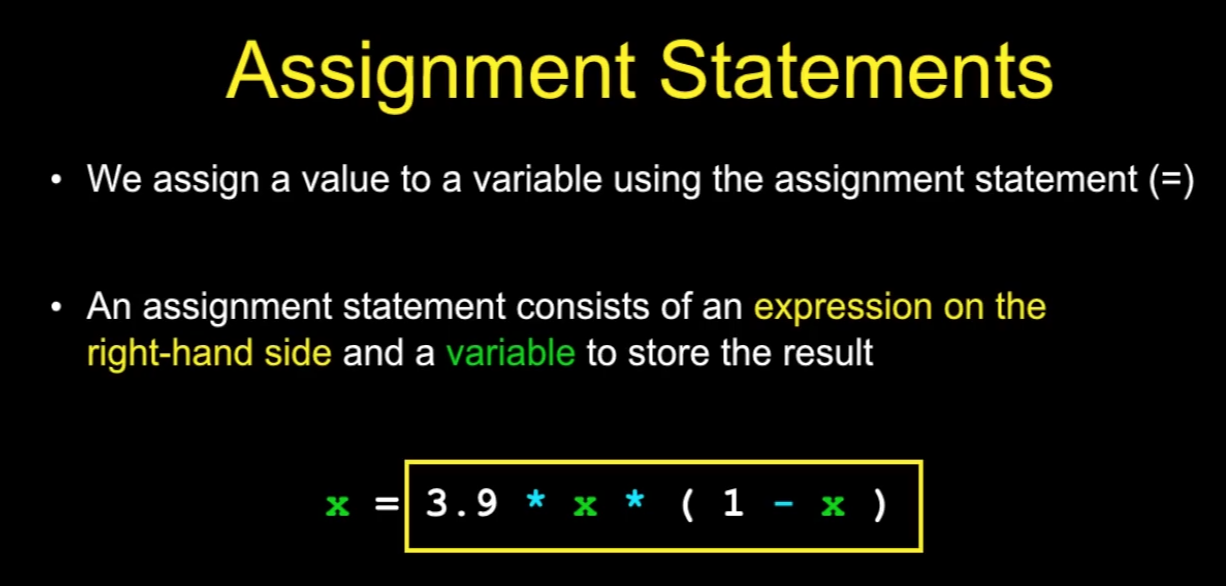 Assignment Statements
• We assign a value to a variable using the assignment statement (=)
• An assignment statement consists of an expression on the
right-hand side and a variable to store the result
x = 3.9 * x * ( 1 - x )